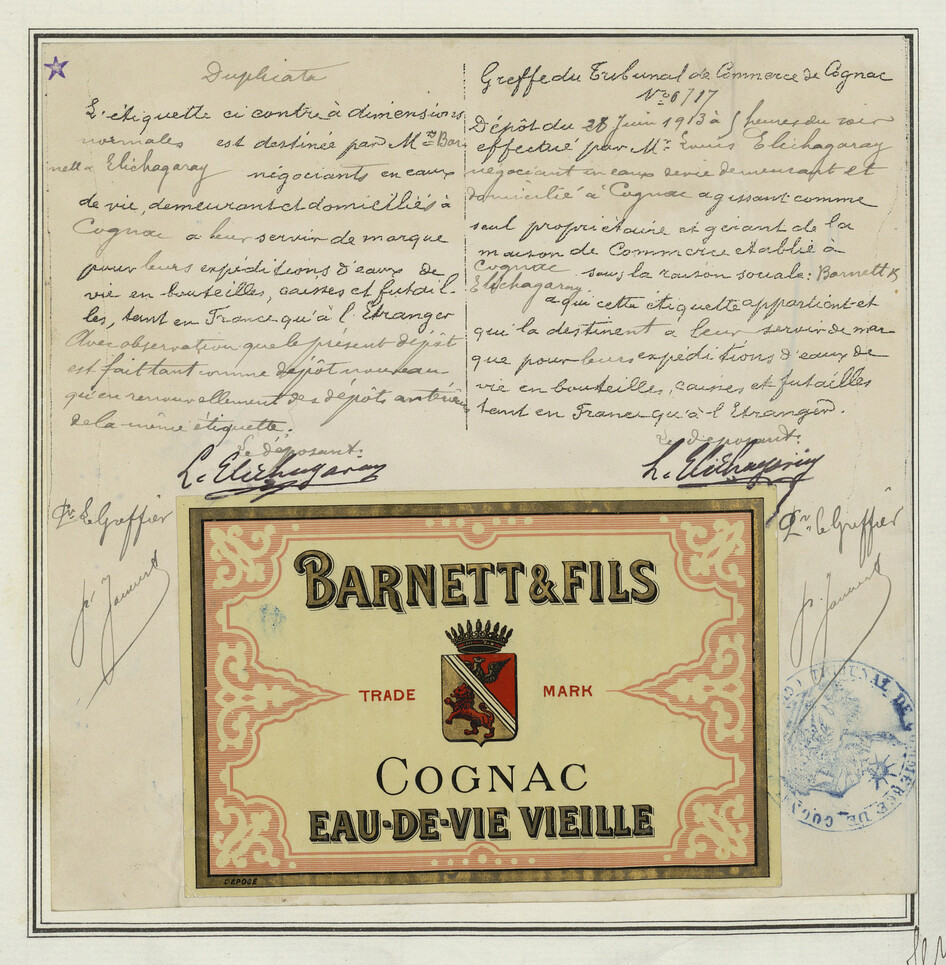 Duplicata
L'étiquette ci contre à dimensions
normales est destinée par Mrs Bar-
nett & Elichagaray négociants en eaux
de vie, demeurant et domiciliés à
Cognac à leur servir de marque
pour leurs expéditions d'eaux de
vie en bouteilles, caisses et futail-
les, tant en France qu'à l'Etranger
Avec observation que le présent dépôt
est fait tant comme dépôt nouveau
qu'en renouvellement des dépôts antérieurs
de la même étiquette.
Le déposant.
L. Elichagaray
Pr le Greffier
Greffe du Tribunal de Commerce de Cognac
No 6717
Dépôt du 28 Juin 1913 à 5 heures du soir
effectué par Mr Louis Elichagaray
négociant en eaux de vie demeurant et
domicilié à Cognac agissant comme
seul propriétaire et gérant de la
maison de Commerce établie à
Cognac sous la raison sociale: Barnett &
Elichagaray.
à qui cette étiquette appartient et
qui la destinent à leur servir de mar
que pour leurs expéditions d'eaux de
vie en bouteilles, caisses et futailles
tant en France qu'à l'Etranger.
Le déposant.
L. Elichagaray
Pr le Greffier
BARNETT & FILS
TRADE MARK
COGNAC
EAU-DE-VIE VIEILLE
DÉPOSÉ
TRIBUNAL DE COMMERCE DE COGNAC